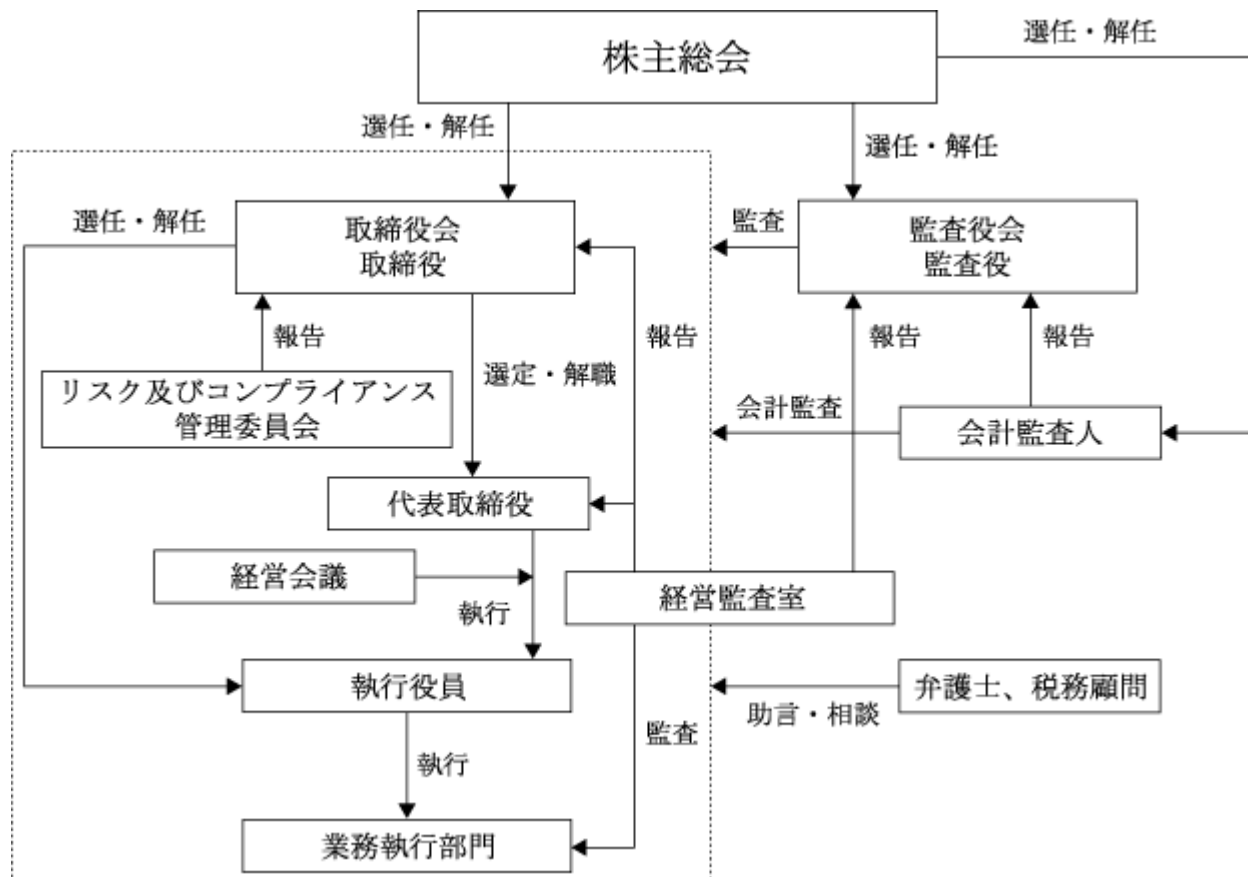 株主総会
選任・解任
選任・解任
選任・解任
選任・解任
取締役会
取締役
監査
監査役会
監査役
報告
報告
報告
報告
リスク及びコンプライアンス
管理委員会
選定・解職
会計監査
会計監査人
代表取締役
経営会議
執行
経営監査室
執行役員
弁護士、税務顧問
助言・相談
監査
執行
業務執行部門